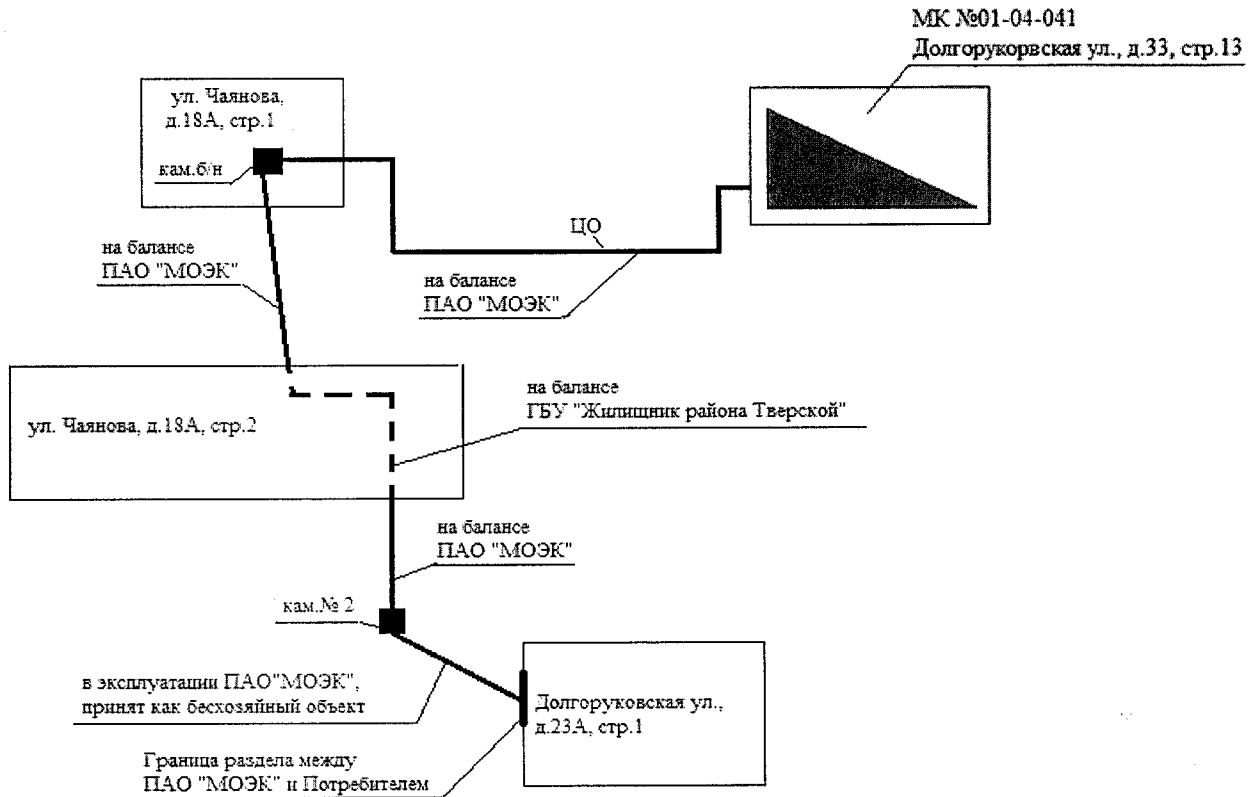 МК №01-04-041
Долгорукорвская ул., д.33, стр.13
ул. Чаянова,
д.18А, стр.1
кам.б/н
ЦО
на балансе
ПАО "МОЭК"
на балансе
ПАО "МОЭК"
на балансе
ГБУ "Жилищник района Тверской"
ул. Чаянова, д.18А, стр.2
на балансе
ПАО "МОЭК"
кам.№ 2
в эксплуатации ПАО"МОЭК",
принят как бесхозяйный объект
Долгоруковская ул.,
д.23А, стр.1
Граница раздела между
ПАО "МОЭК" и Потребителем